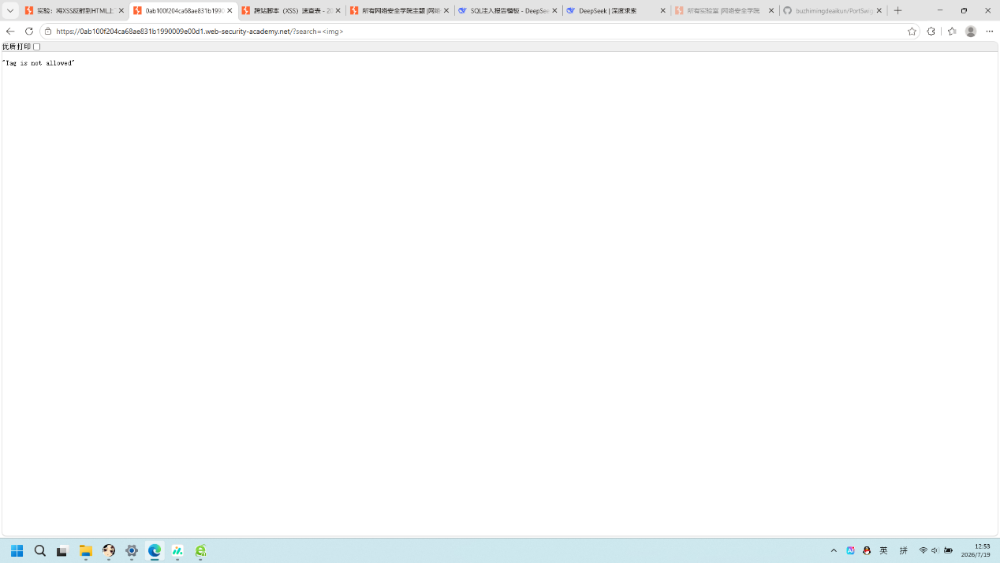 实验：将XSS反射到HTML上
0ab100f204ca68ae831b1990
跨站脚本（XSS）速查表 - 20
所有网络安全学院主题 |网络
SQL注入报告模板 - DeepSee
DeepSeek | 深度求索
所有实验室 |网络安全学院
buzhimingdeaikun/PortSwig
https://0ab100f204ca68ae831b1990009e00d1.web-security-academy.net/?search=<img>
优质打印
"Tag is not allowed"
英
拼
12:53
2026/7/19